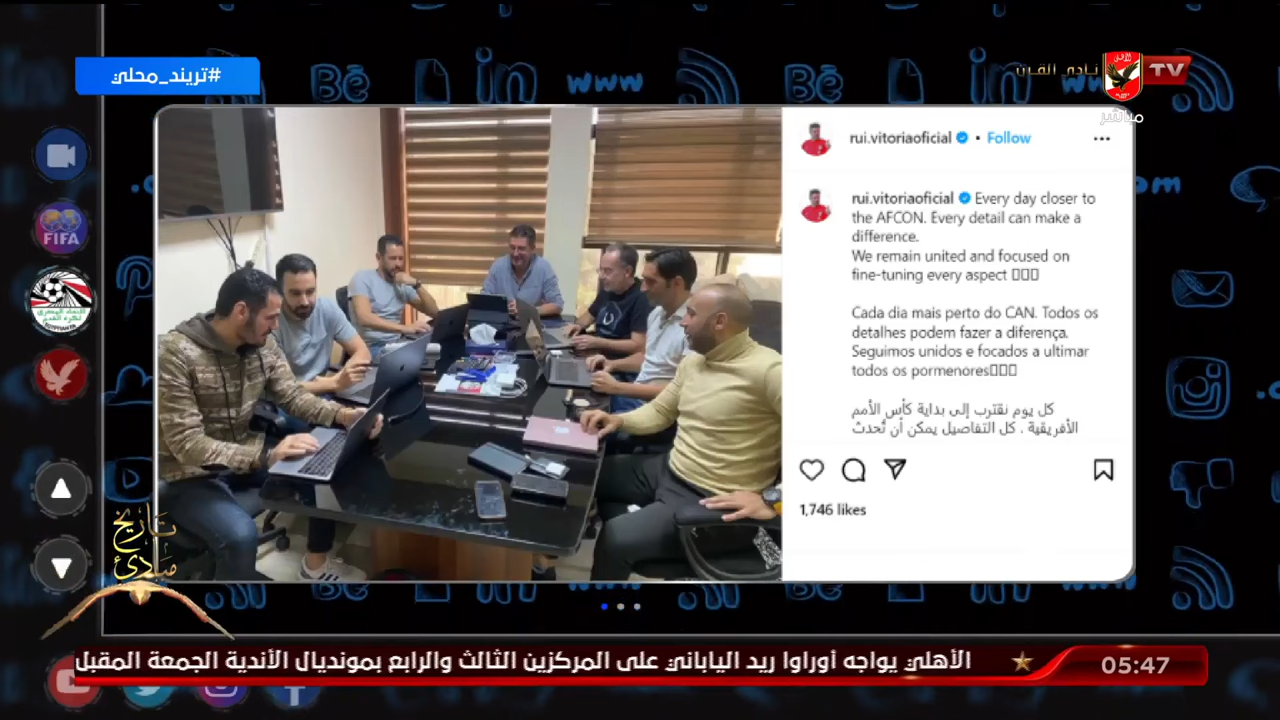 #تريند_محلي
نادي القرن
TV
مباشر
rui.vitoriaoficial • Follow
rui.vitoriaoficial Every day closer to
the AFCON. Every detail can make a
difference.
We remain united and focused on
fine-tuning every aspect
Cada dia mais perto do CAN. Todos os
detalhes podem fazer a diferença.
Seguimos unidos e focados a ultimar
todos os pormenores
كل يوم نقترب إلى بداية كأس الأمم
الأفريقية . كل التفاصيل يمكن أن تُحدث
1,746 likes
FIFA
تاريخ
مبادئ
الأهلي يواجه أوراوا ريد الياباني على المركزين الثالث والرابع بمونديال الأندية الجمعة المقبل
05:47